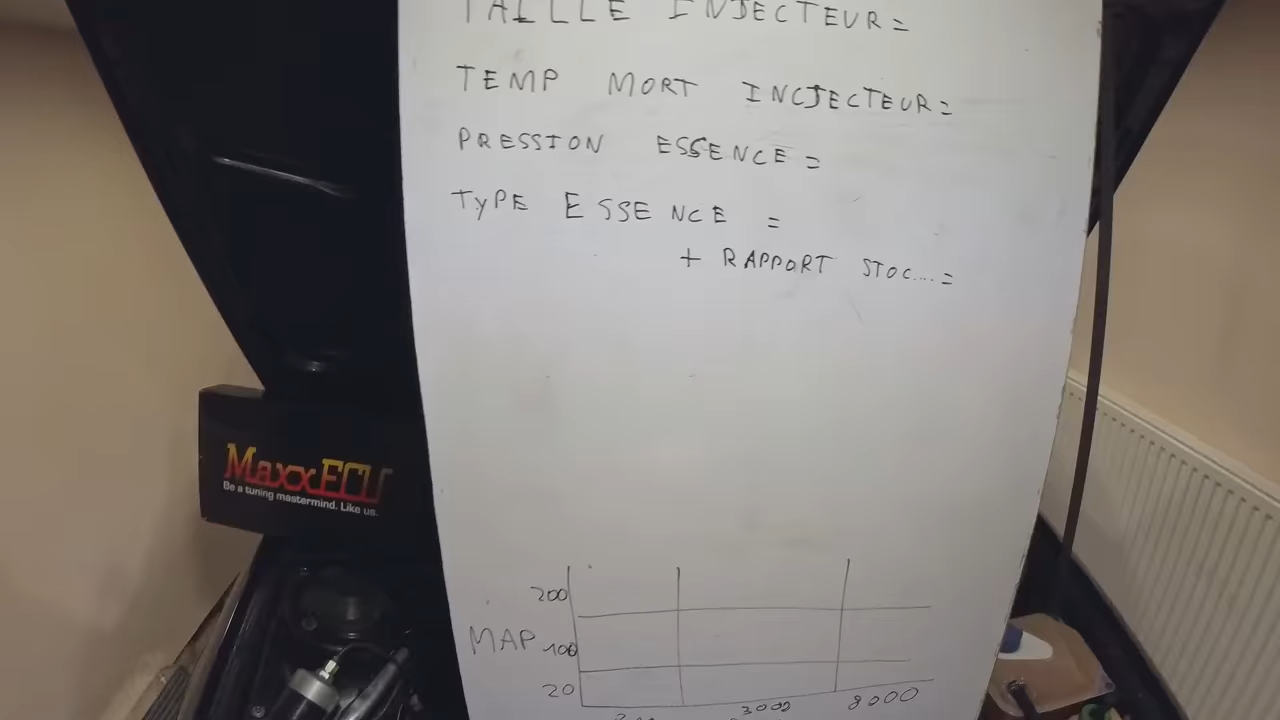 TAILLE INJECTEUR=
TEMP MORT INCJECTEUR=
PRESSION ESSENCE =
TYPE ESSENCE =
+ RAPPORT STOC....=
MaxxECU
Be a tuning mastermind. Like us.
200
MAP 100
20
3000 8000